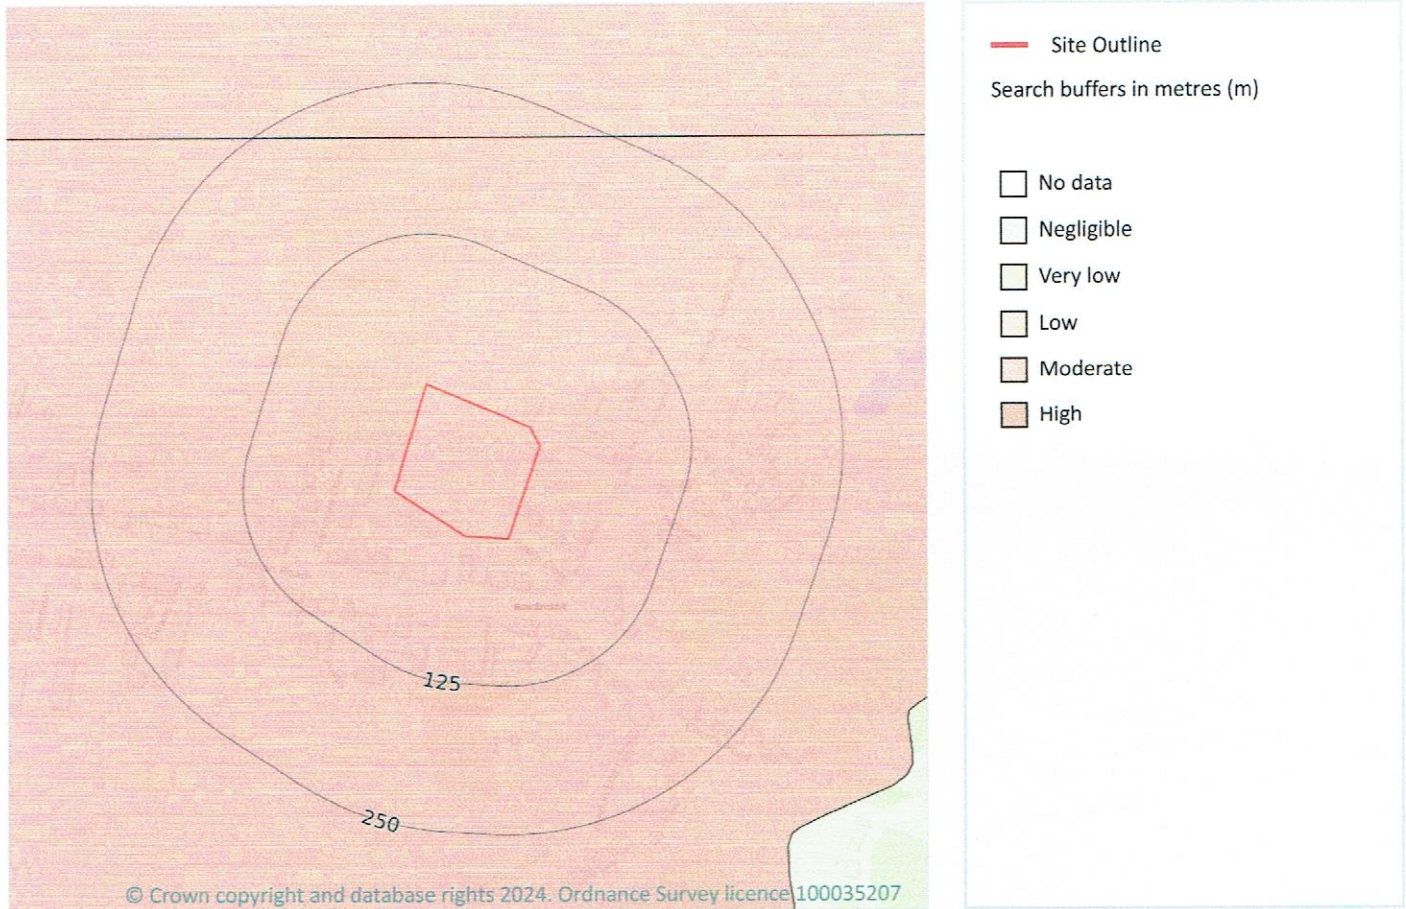 Site Outline
Search buffers in metres (m)
No data
Negligible
Very low
Low
Moderate
High
125
250
© Crown copyright and database rights 2024. Ordnance Survey licence 100035207